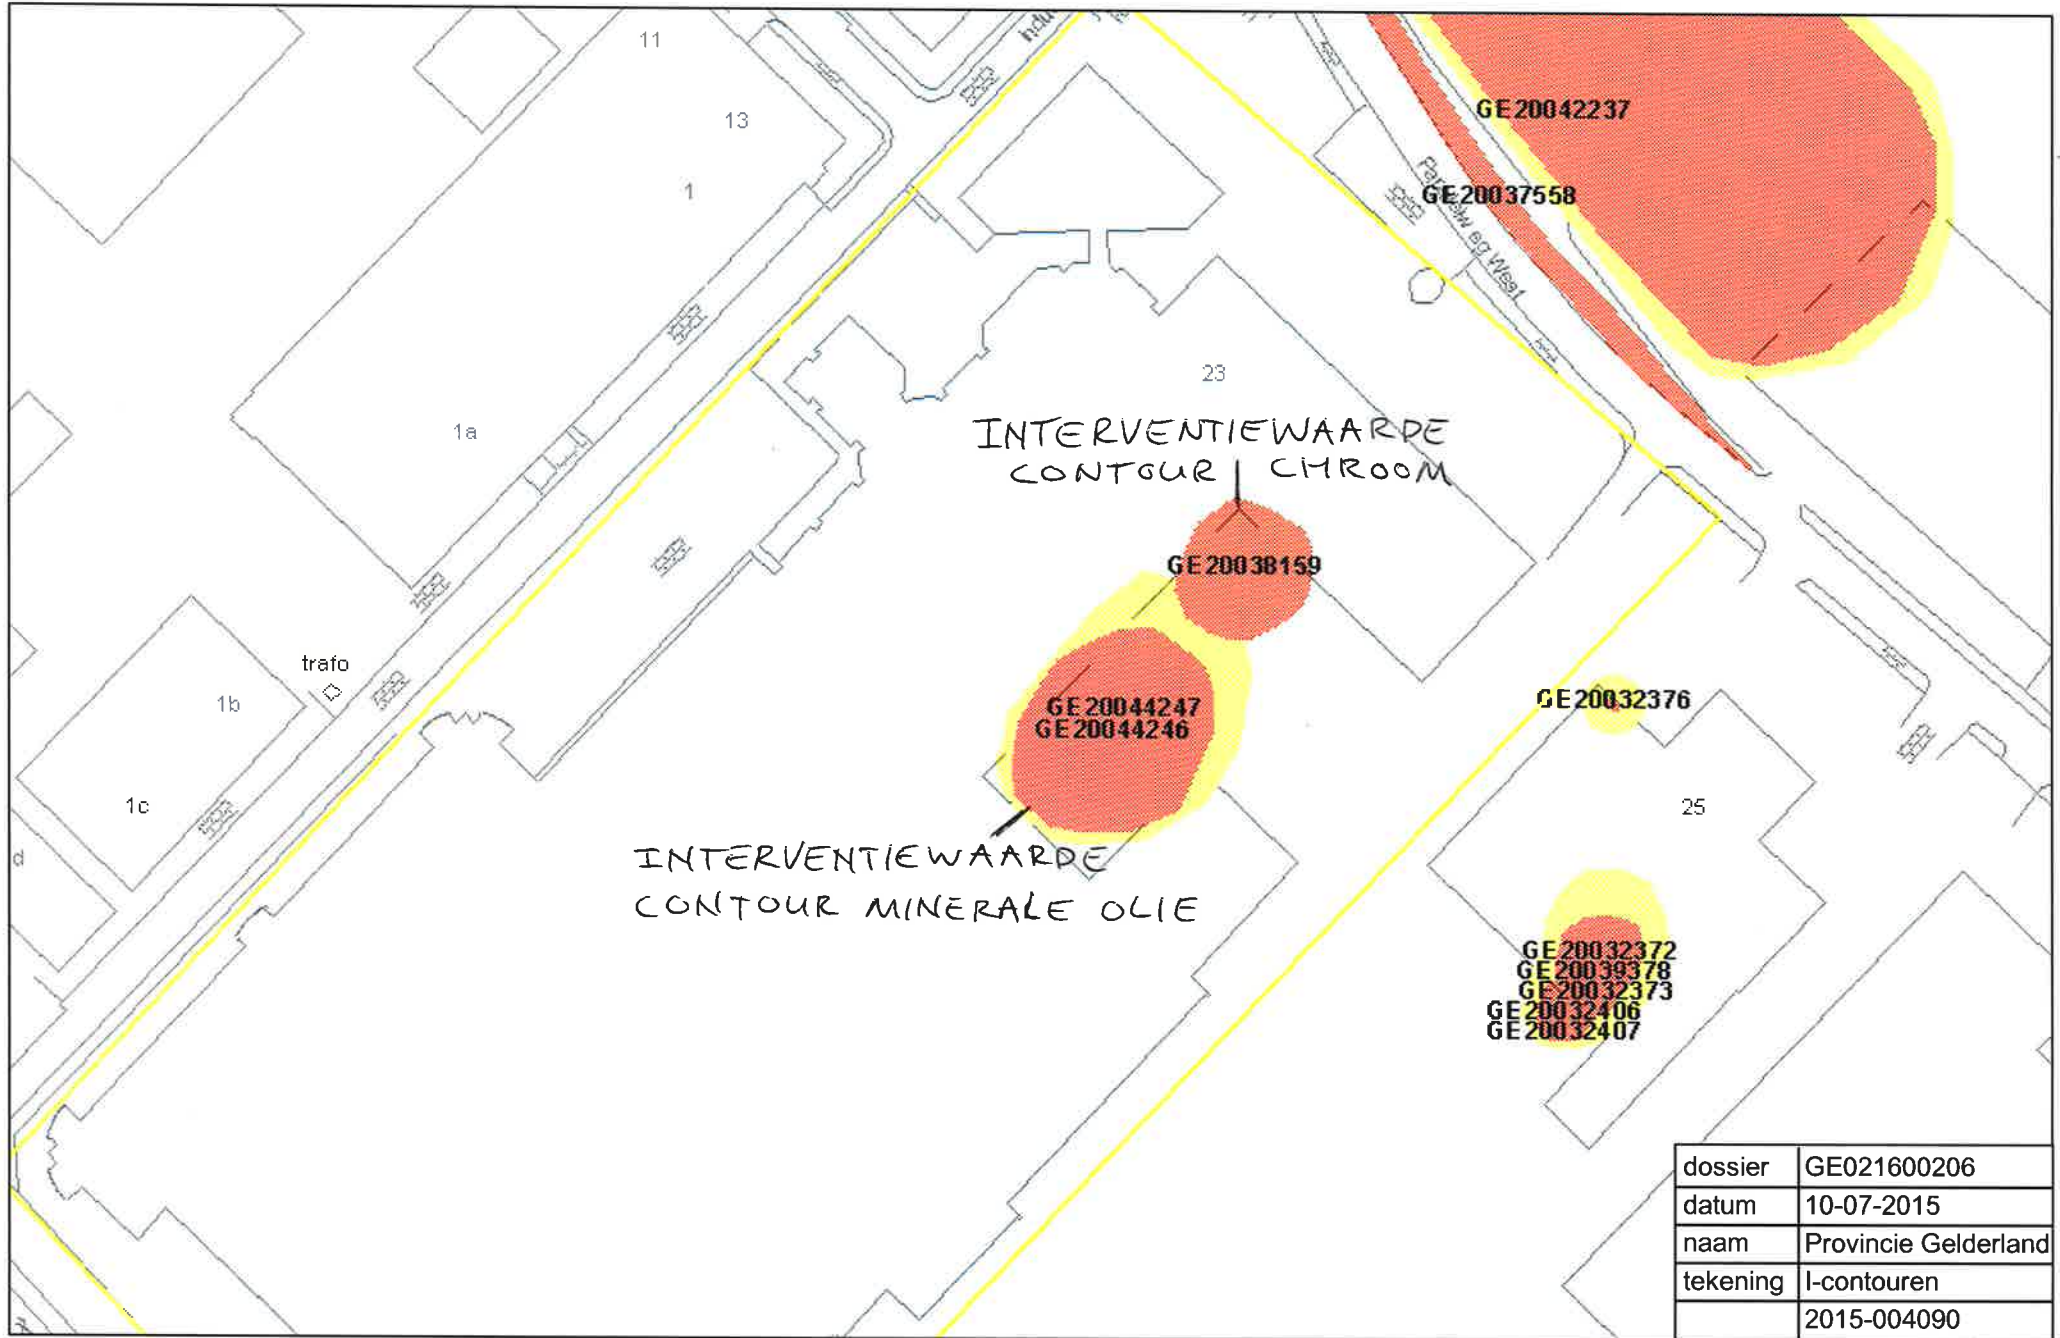 11
indu
13
GE20042237
1
GE20037558
Parallelweg West
23
1a
INTERVENTIEWAARDE
CONTOUR CHROOM
GE20038159
trafo
1b
GE20044247
GE20044246
GE20032376
1c
25
d
INTERVENTIEWAARDE
CONTOUR MINERALE OLIE
GE20032372
GE20039378
GE20032373
GE20032406
GE20032407
dossier GE021600206
datum 10-07-2015
naam Provincie Gelderland
tekening I-contouren
2015-004090